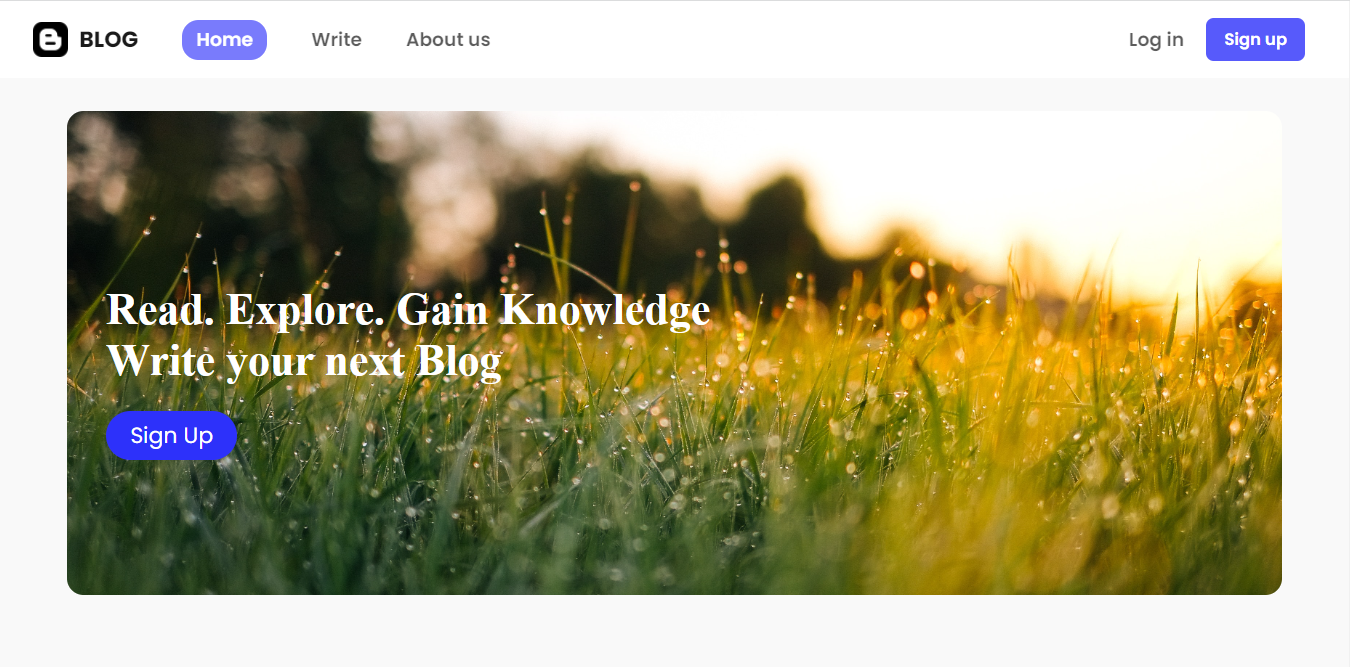 BLOG
Home
Write
About us
Log in
Sign up
Read. Explore. Gain Knowledge
Write your next Blog
Sign Up